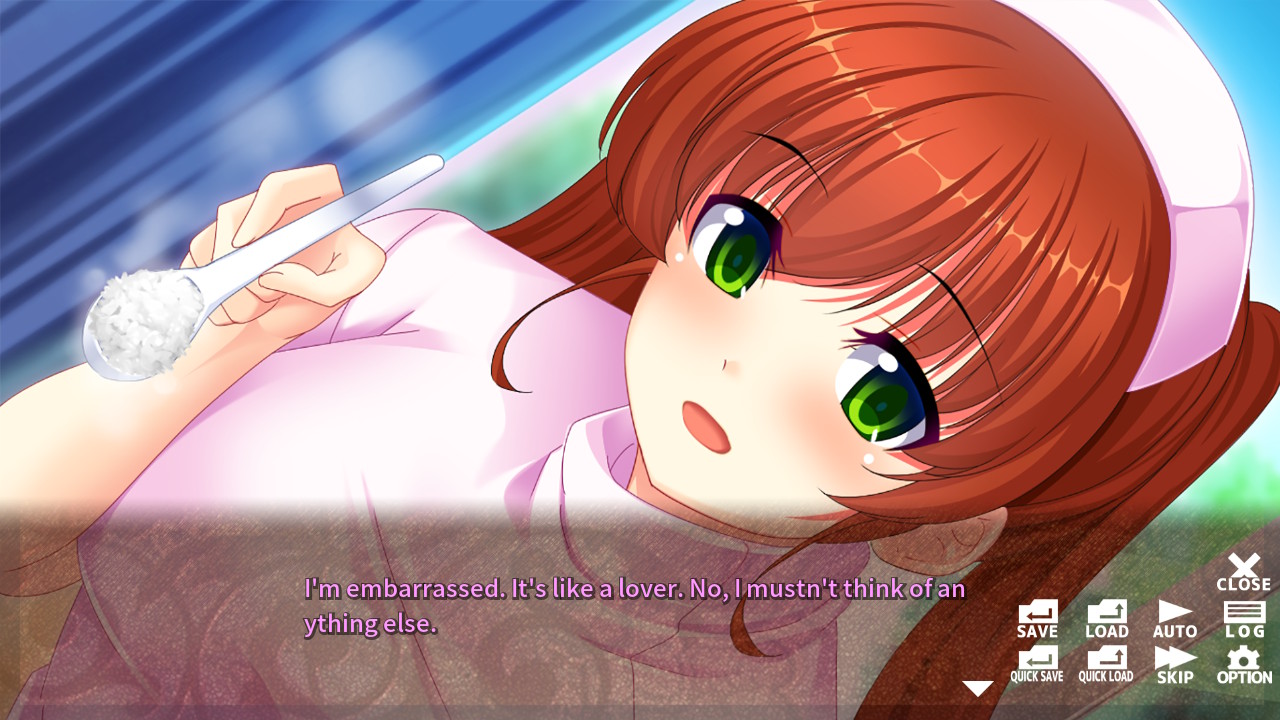 I'm embarrassed. It's like a lover. No, I mustn't think of an
ything else.
CLOSE
SAVE LOAD AUTO LOG
QUICK SAVE QUICK LOAD SKIP OPTION